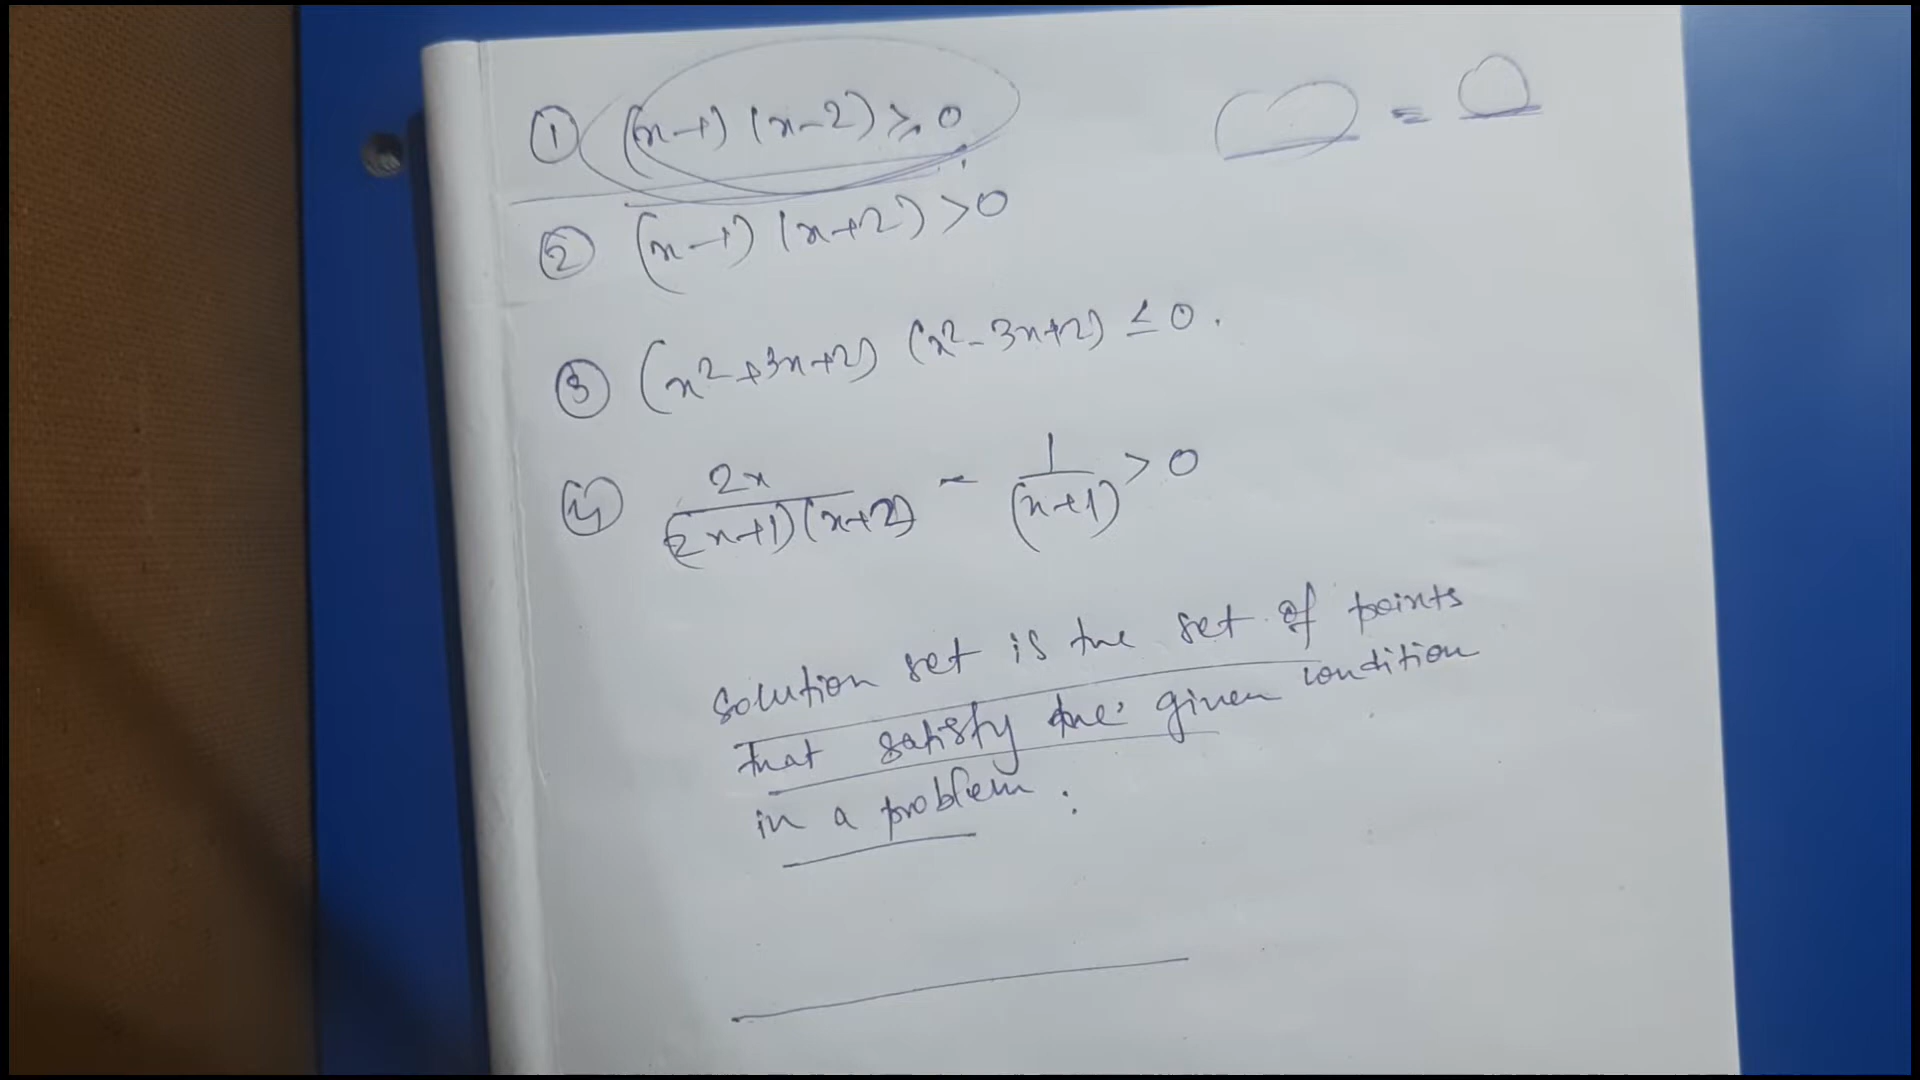 ① (x-1) (x-2) ≥ 0
=
② (x-1) (x+2) > 0
③ (x²+3x+2) (x²-3x+2) ≤ 0.
④ 2x/(2x+1)(x+2) - 1/(x+1) > 0
Solution set is the set of points
that satisfy the given condition
in a problem.